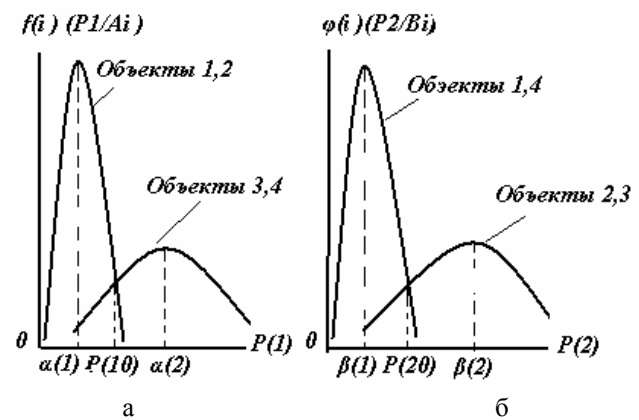 f(i) (P1/Ai)
φ(i)(P2/Bi)
Объекты 1,2
Объекты 3,4
0
α(1) P(10) α(2)
P(1)
Обэекты 1,4
Объекты 2,3
0
β(1) P(20) β(2)
P(2)
а
б